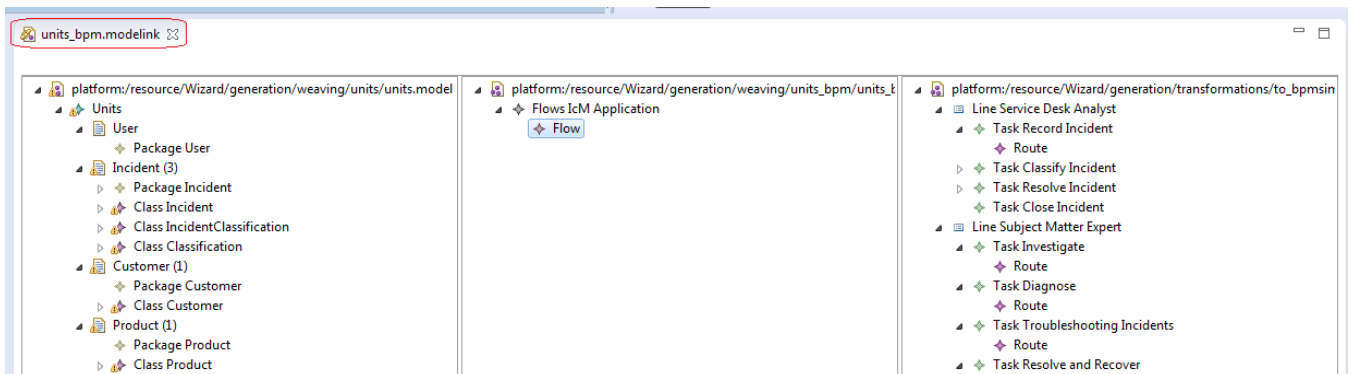 units_bpm.modelink
platform:/resource/Wizard/generation/weaving/units/units.model
Units
User
Package User
Incident (3)
Package Incident
Class Incident
Class IncidentClassification
Class Classification
Customer (1)
Package Customer
Class Customer
Product (1)
Package Product
Class Product
platform:/resource/Wizard/generation/weaving/units_bpm/units_b
Flows IcM Application
Flow
platform:/resource/Wizard/generation/transformations/to_bpmsim
Line Service Desk Analyst
Task Record Incident
Route
Task Classify Incident
Task Resolve Incident
Task Close Incident
Line Subject Matter Expert
Task Investigate
Route
Task Diagnose
Route
Task Troubleshooting Incidents
Route
Task Resolve and Recover